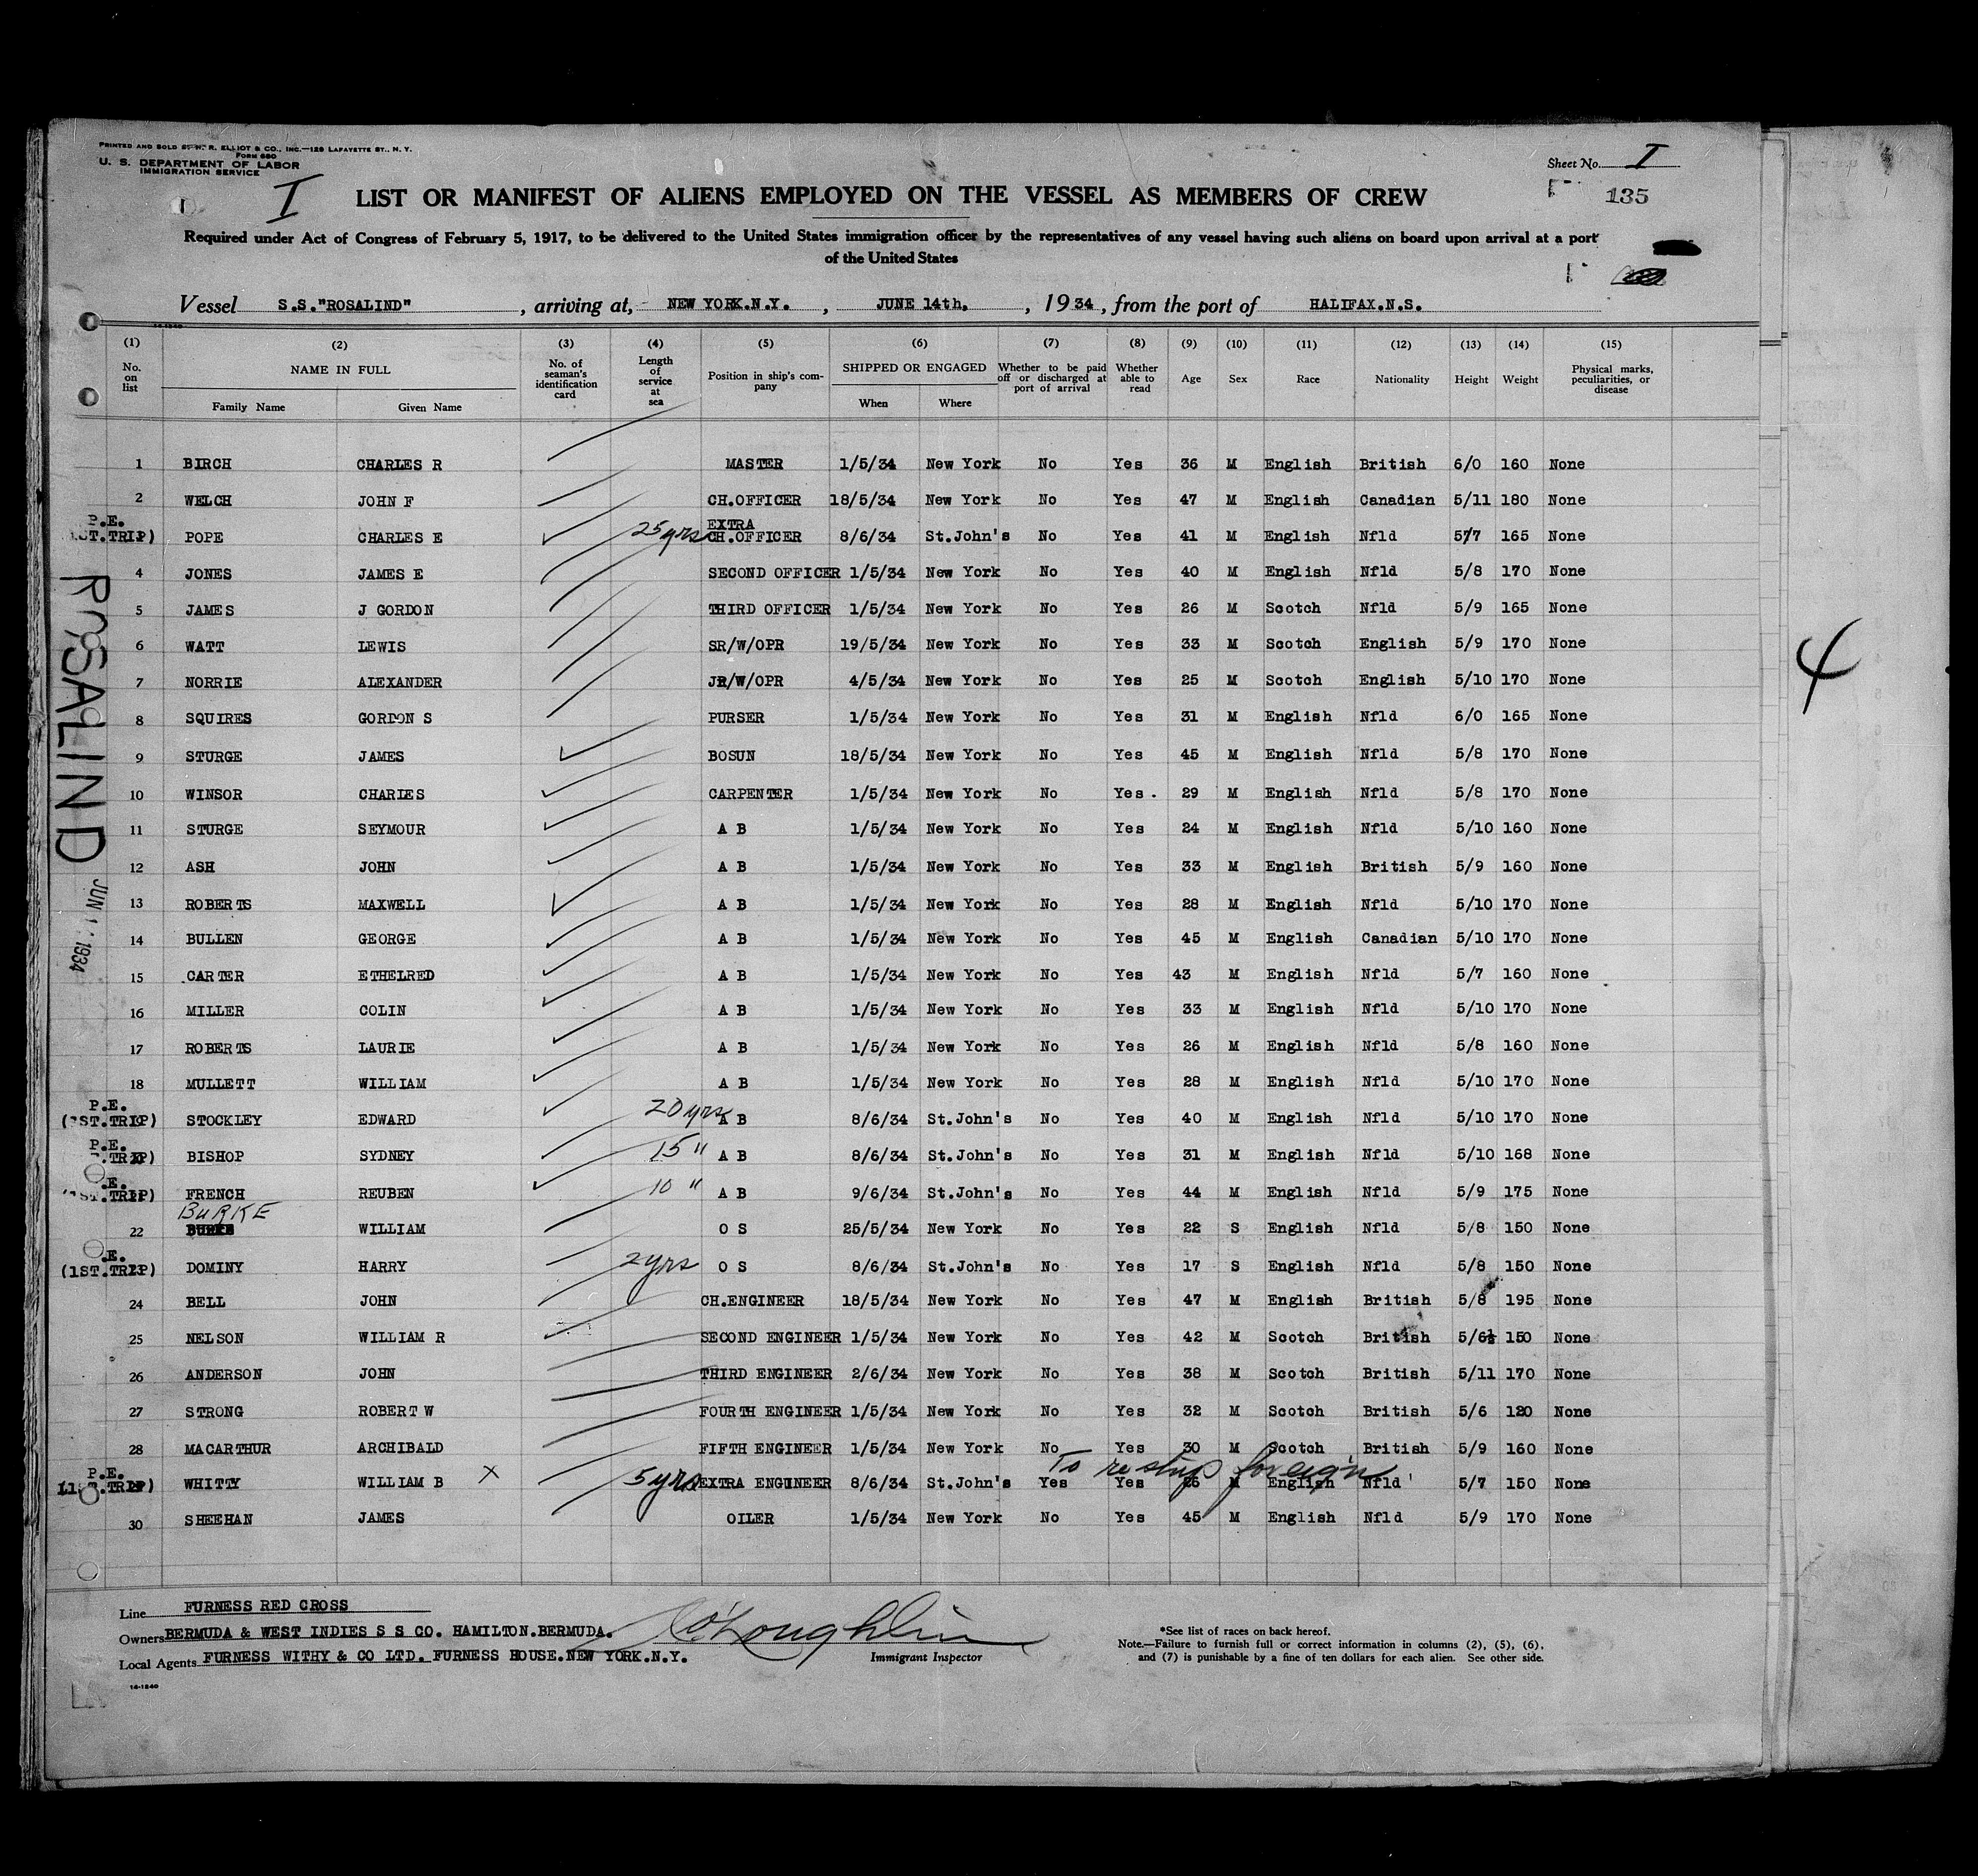 PRINTED AND SOLD BY W. R. ELLIOT & CO., INC.—129 LAFAYETTE ST., N. Y.
FORM 680
U. S. DEPARTMENT OF LABOR
IMMIGRATION SERVICE
Sheet No. I
I
135
LIST OR MANIFEST OF ALIENS EMPLOYED ON THE VESSEL AS MEMBERS OF CREW
Required under Act of Congress of February 5, 1917, to be delivered to the United States immigration officer by the representatives of any vessel having such aliens on board upon arrival at a port
of the United States
Vessel S.S."ROSALIND", arriving at, NEW YORK.N.Y., JUNE 14th, 1934, from the port of HALIFAX.N.S.
(1) No. on list (2) NAME IN FULL Family Name Given Name (3) No. of seaman's identification card (4) Length of service at sea (5) Position in ship's company (6) SHIPPED OR ENGAGED When Where (7) Whether to be paid off or discharged at port of arrival (8) Whether able to read (9) Age (10) Sex (11) Race (12) Nationality (13) Height (14) Weight (15) Physical marks, peculiarities, or disease
1 BIRCH CHARLES R MASTER 1/5/34 New York No Yes 36 M English British 6/0 160 None
2 WELCH JOHN F CH.OFFICER 18/5/34 New York No Yes 47 M English Canadian 5/11 180 None
P.E. ST.TRIP) POPE CHARLES E 25 yrs EXTRA CH.OFFICER 8/6/34 St.John's No Yes 41 M English Nfld 5/7 165 None
4 JONES JAMES E SECOND OFFICER 1/5/34 New York No Yes 40 M English Nfld 5/8 170 None
5 JAMES J GORDON THIRD OFFICER 1/5/34 New York No Yes 26 M Scotch Nfld 5/9 165 None
6 WATT LEWIS SR/W/OPR 19/5/34 New York No Yes 33 M Scotch English 5/9 170 None
7 NORRIE ALEXANDER JR/W/OPR 4/5/34 New York No Yes 25 M Scotch English 5/10 170 None
8 SQUIRES GORDON S PURSER 1/5/34 New York No Yes 31 M English Nfld 6/0 165 None
9 STURGE JAMES BOSUN 18/5/34 New York No Yes 45 M English Nfld 5/8 170 None
10 WINSOR CHARLES CARPENTER 1/5/34 New York No Yes. 29 M English Nfld 5/8 170 None
11 STURGE SEYMOUR A B 1/5/34 New York No Yes 24 M English Nfld 5/10 160 None
12 ASH JOHN A B 1/5/34 New York No Yes 33 M English British 5/9 160 None
13 ROBERTS MAXWELL A B 1/5/34 New York No Yes 28 M English Nfld 5/10 170 None
14 BULLEN GEORGE A B 1/5/34 New York No Yes 45 M English Canadian 5/10 170 None
15 CARTER ETHELRED A B 1/5/34 New York No Yes 43 M English Nfld 5/7 160 None
16 MILLER COLIN A B 1/5/34 New York No Yes 33 M English Nfld 5/10 170 None
17 ROBERTS LAURIE A B 1/5/34 New York No Yes 26 M English Nfld 5/8 160 None
18 MULLETT WILLIAM A B 1/5/34 New York No Yes 28 M English Nfld 5/10 170 None
P.E. ST.TRIP) STOCKLEY EDWARD 20 yrs A B 8/6/34 St.John's No Yes 40 M English Nfld 5/10 170 None
P.E. BISHOP SYDNEY 15 " A B 8/6/34 St.John's No Yes 31 M English Nfld 5/10 168 None
.E. ST.TRIP) FRENCH REUBEN 10 " A B 9/6/34 St.John's No Yes 44 M English Nfld 5/9 175 None
BURKE
22 BURKE WILLIAM O S 25/5/34 New York No Yes 22 S English Nfld 5/8 150 None
.E. (1ST.TRIP) DOMINY HARRY 2 yrs O S 8/6/34 St.John's No Yes 17 S English Nfld 5/8 150 None
24 BELL JOHN CH.ENGINEER 18/5/34 New York No Yes 47 M English British 5/8 195 None
25 NELSON WILLIAM R SECOND ENGINEER 1/5/34 New York No Yes 42 M Scotch British 5/6½ 150 None
26 ANDERSON JOHN THIRD ENGINEER 2/6/34 New York No Yes 38 M Scotch British 5/11 170 None
27 STRONG ROBERT W FOURTH ENGINEER 1/5/34 New York No Yes 32 M Scotch British 5/6 120 None
28 MACARTHUR ARCHIBALD FIFTH ENGINEER 1/5/34 New York No Yes 30 M Scotch British 5/9 160 None
To reship foreign
P.E. WHITTY WILLIAM B X 5 yrs EXTRA ENGINEER 8/6/34 St.John's Yes Yes 26 M English Nfld 5/7 150 None
30 SHEEHAN JAMES OILER 1/5/34 New York No Yes 45 M English Nfld 5/9 170 None
ROSALIND
JUN 1934
4
Line FURNESS RED CROSS
Owners BERMUDA & WEST INDIES S S CO. HAMILTON.BERMUDA.
Local Agents FURNESS WITHY & CO LTD. FURNESS HOUSE.NEW YORK.N.Y.
O'Loughlin
Immigrant Inspector
*See list of races on back hereof.
Note.—Failure to furnish full or correct information in columns (2), (5), (6),
and (7) is punishable by a fine of ten dollars for each alien. See other side.
14-1240